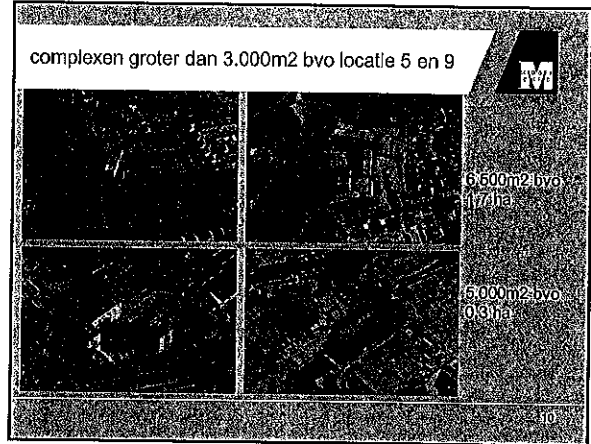 complexen groter dan 3.000m2 bvo locatie 5 en 9
M
6.500m2 bvo
1,7 ha
5.000m2 bvo
0,3 ha
10